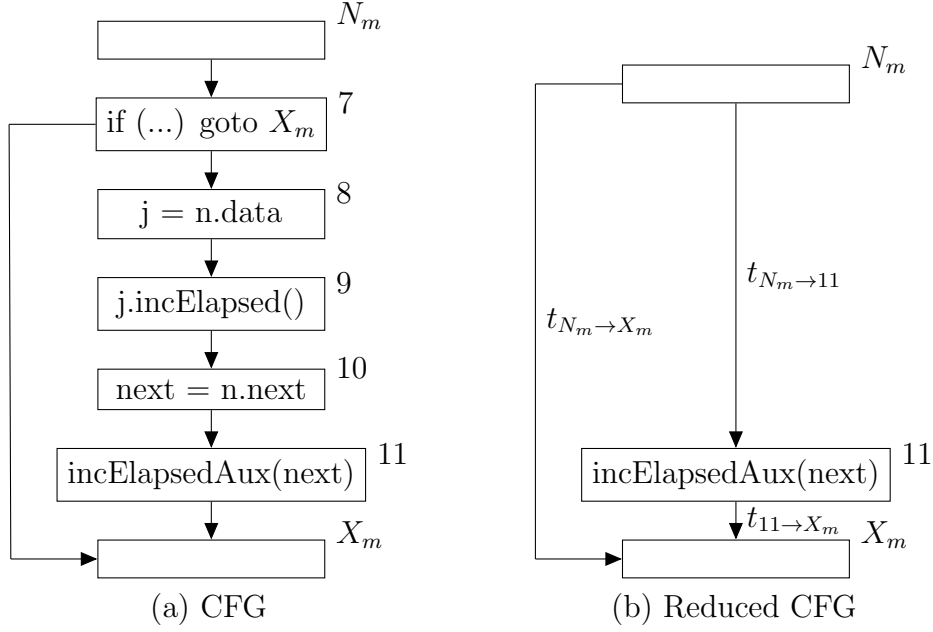 N_m
7
if (...) goto X_m
8
j = n.data
9
j.incElapsed()
10
next = n.next
11
incElapsedAux(next)
X_m
(a) CFG
N_m
t_{N_m→11}
t_{N_m→X_m}
11
incElapsedAux(next)
t_{11→X_m}
X_m
(b) Reduced CFG